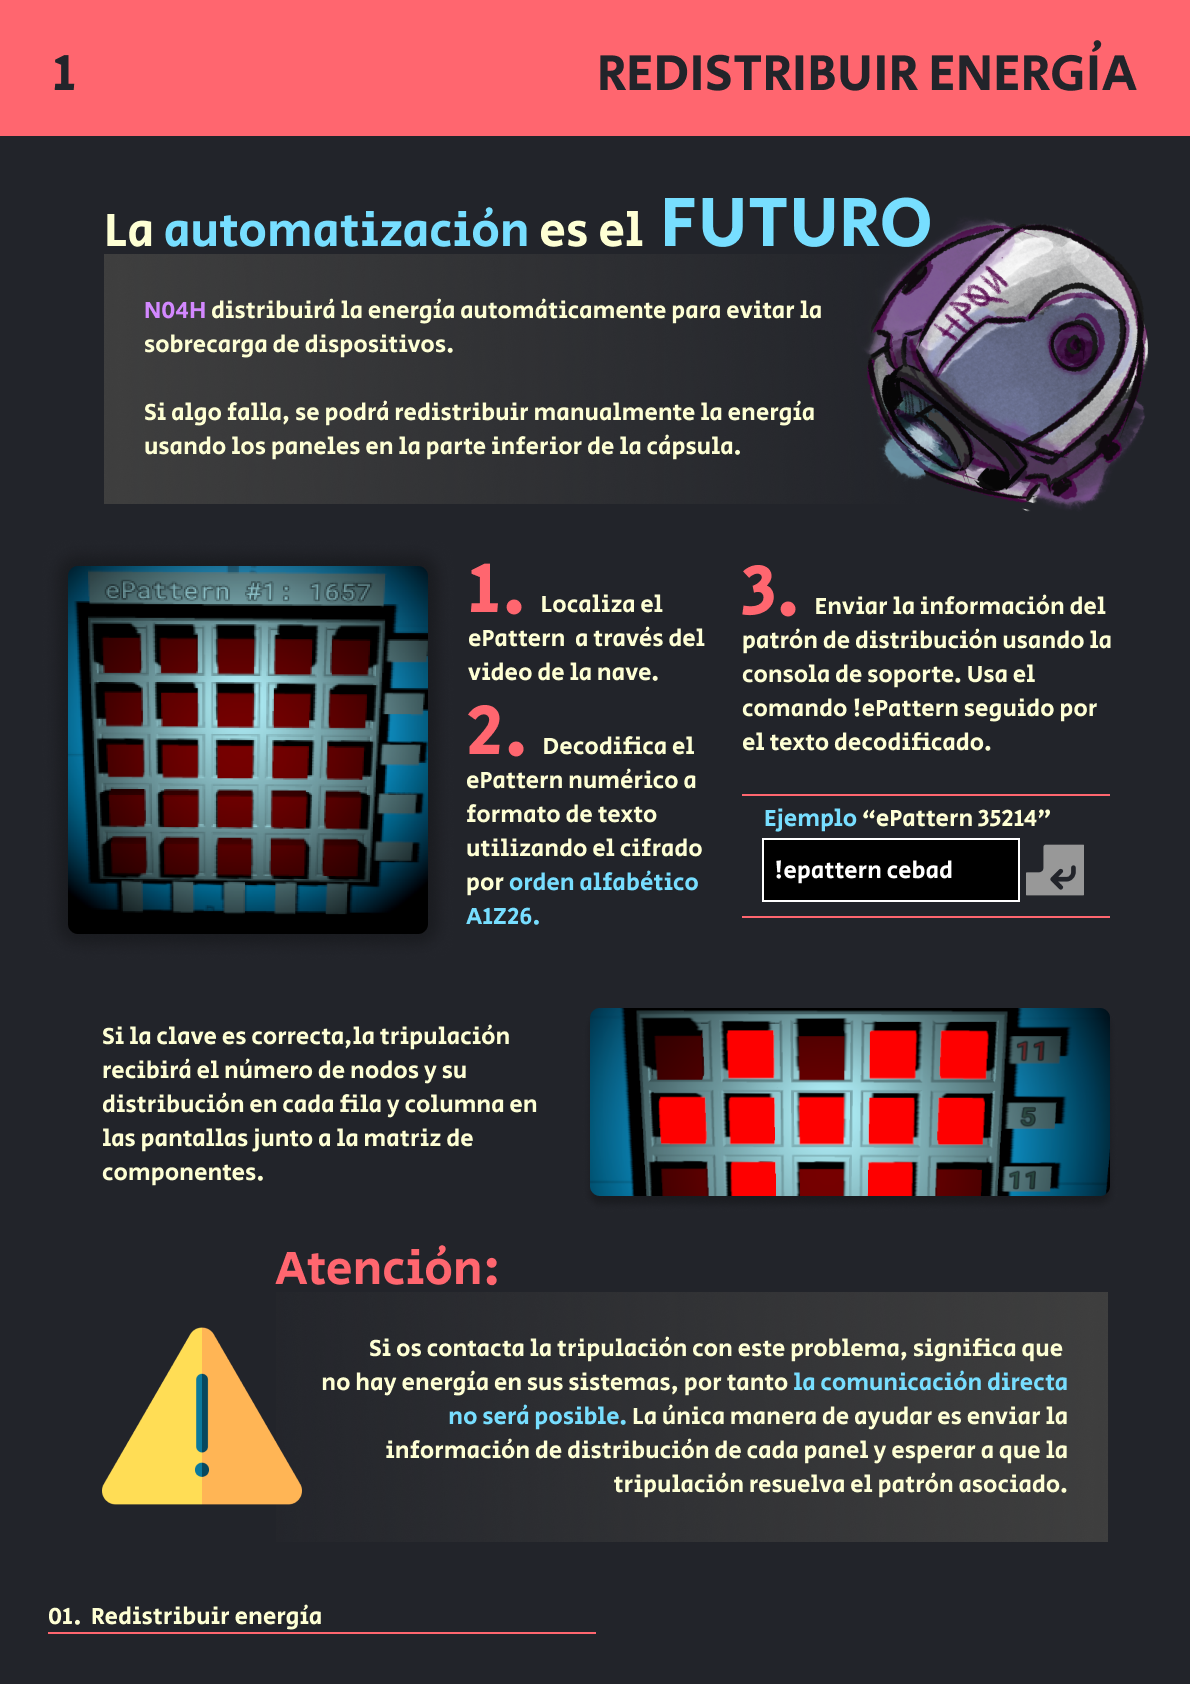 1
REDISTRIBUIR ENERGÍA
La automatización es el FUTURO
N04H distribuirá la energía automáticamente para evitar la
sobrecarga de dispositivos.
Si algo falla, se podrá redistribuir manualmente la energía
usando los paneles en la parte inferior de la cápsula.
ePattern #1: 1657
1. Localiza el
ePattern a través del
video de la nave.
2. Decodifica el
ePattern numérico a
formato de texto
utilizando el cifrado
por orden alfabético
A1Z26.
3. Enviar la información del
patrón de distribución usando la
consola de soporte. Usa el
comando !ePattern seguido por
el texto decodificado.
Ejemplo “ePattern 35214”
!epattern cebad
Si la clave es correcta,la tripulación
recibirá el número de nodos y su
distribución en cada fila y columna en
las pantallas junto a la matriz de
componentes.
11
5
11
Atención:
Si os contacta la tripulación con este problema, significa que
no hay energía en sus sistemas, por tanto la comunicación directa
no será posible. La única manera de ayudar es enviar la
información de distribución de cada panel y esperar a que la
tripulación resuelva el patrón asociado.
01. Redistribuir energía